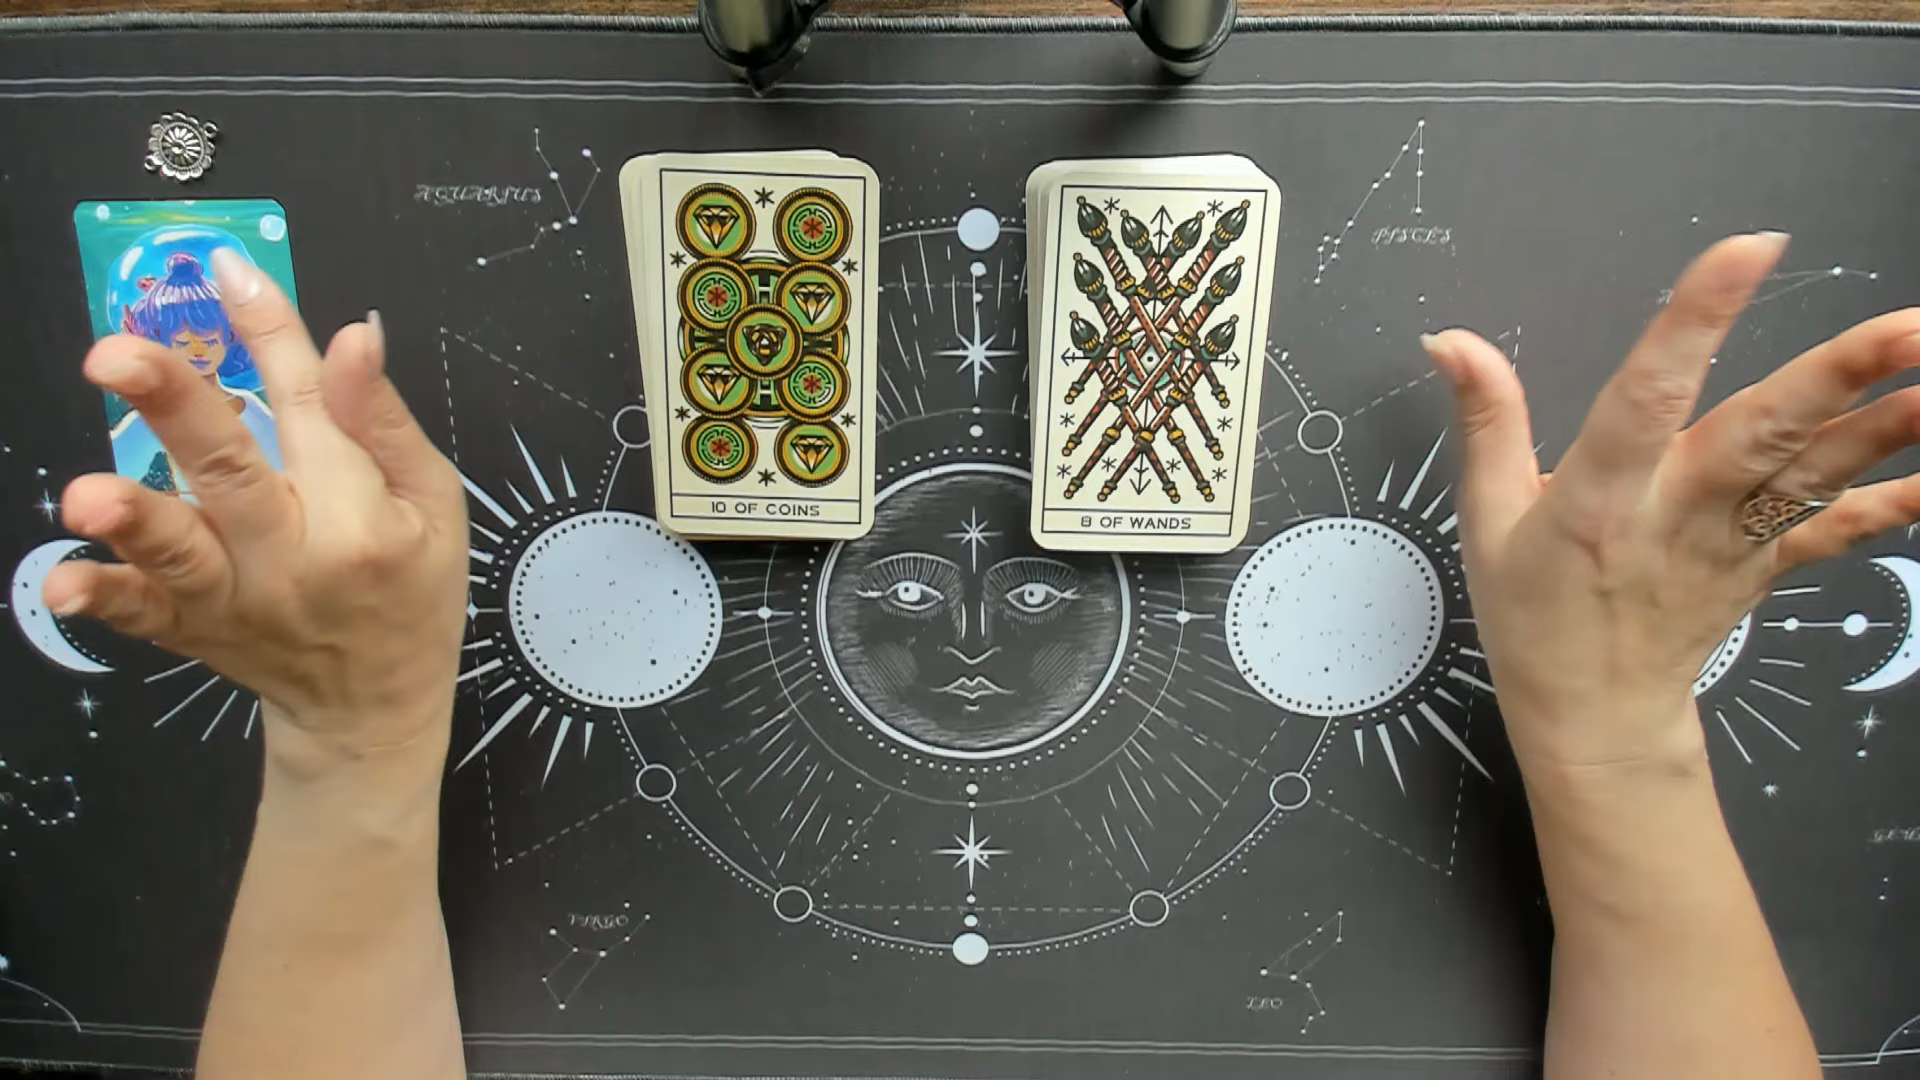 AQUARIUS
PISCES
10 OF COINS
8 OF WANDS
VIRGO
LEO